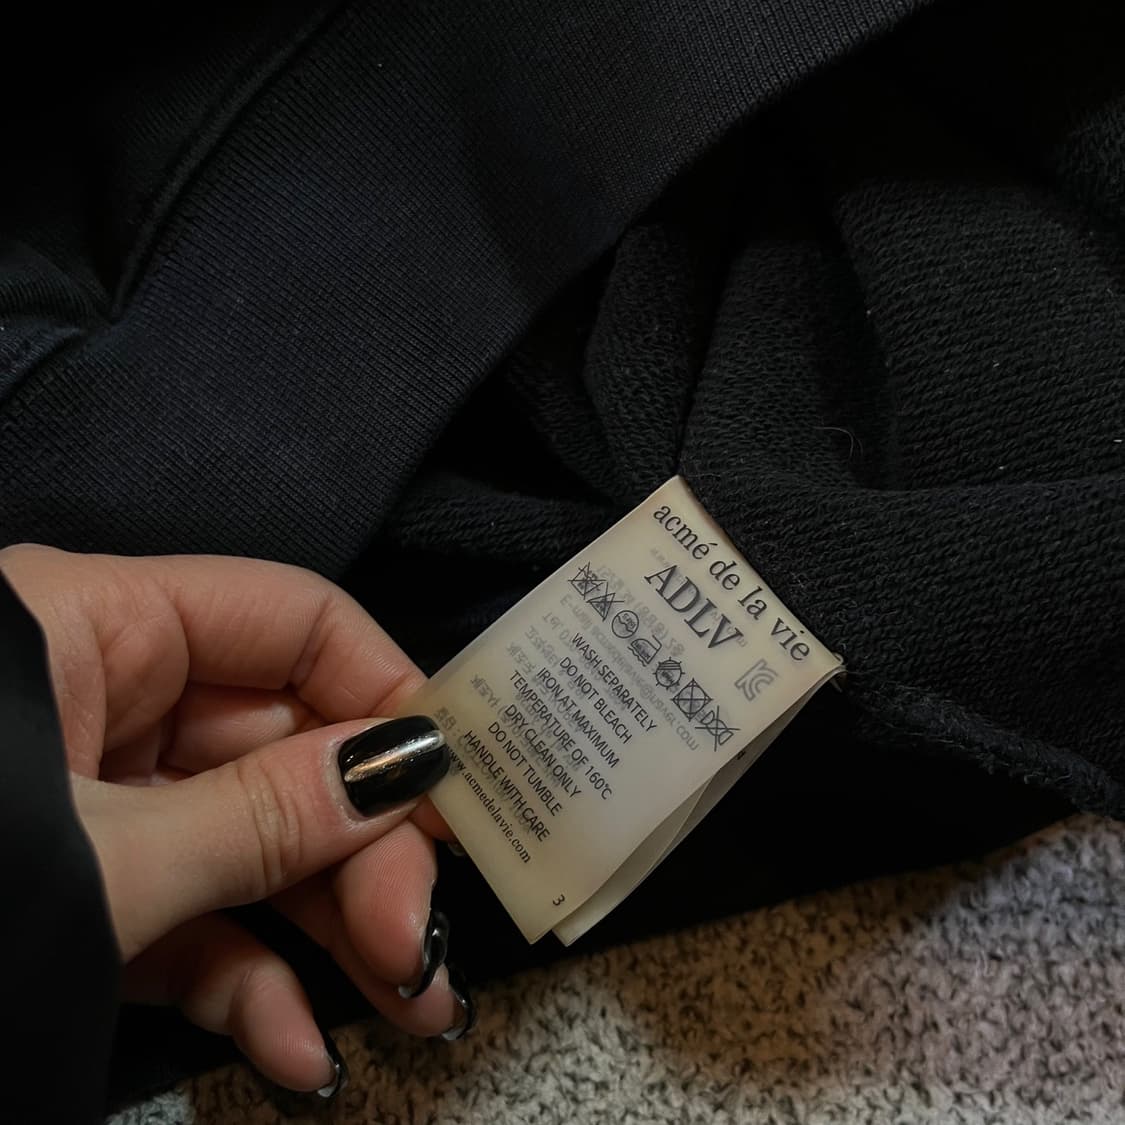 acmé de la vie
ADLV
WASH SEPARATELY
DO NOT BLEACH
IRON AT MAXIMUM
TEMPERATURE OF 160℃
DRY CLEAN ONLY
DO NOT TUMBLE
HANDLE WITH CARE
www.acmedelavie.com
3